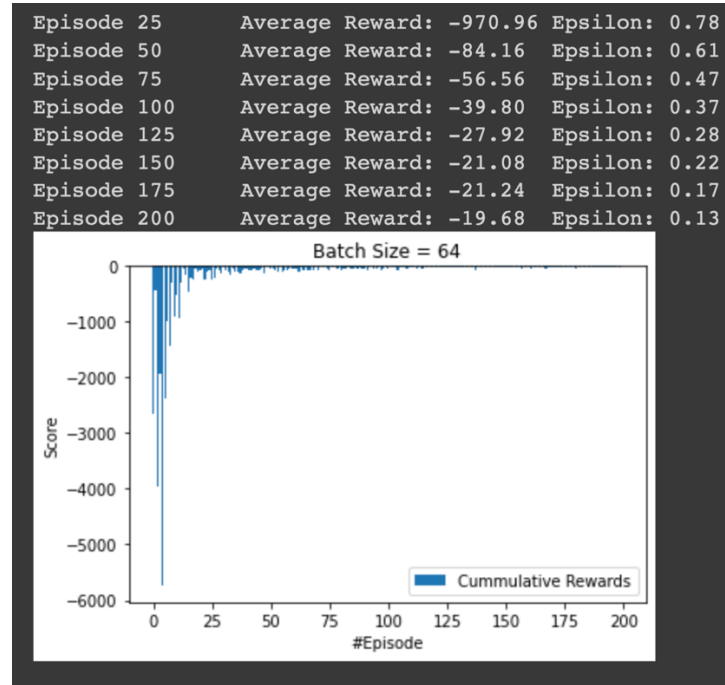 Episode 25 Average Reward: -970.96 Epsilon: 0.78
Episode 50 Average Reward: -84.16 Epsilon: 0.61
Episode 75 Average Reward: -56.56 Epsilon: 0.47
Episode 100 Average Reward: -39.80 Epsilon: 0.37
Episode 125 Average Reward: -27.92 Epsilon: 0.28
Episode 150 Average Reward: -21.08 Epsilon: 0.22
Episode 175 Average Reward: -21.24 Epsilon: 0.17
Episode 200 Average Reward: -19.68 Epsilon: 0.13
Batch Size = 64
0
−1000
−2000
−3000
−4000
−5000
−6000
Score
Cummulative Rewards
0 25 50 75 100 125 150 175 200
#Episode